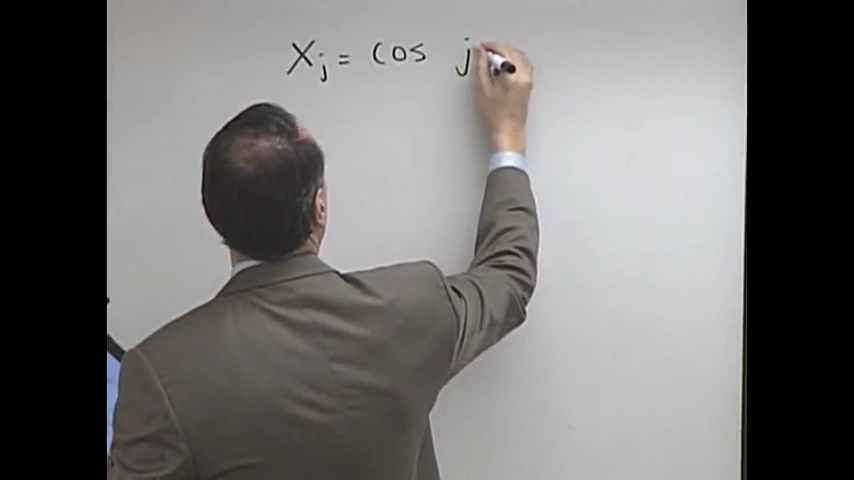 Xj = cos j